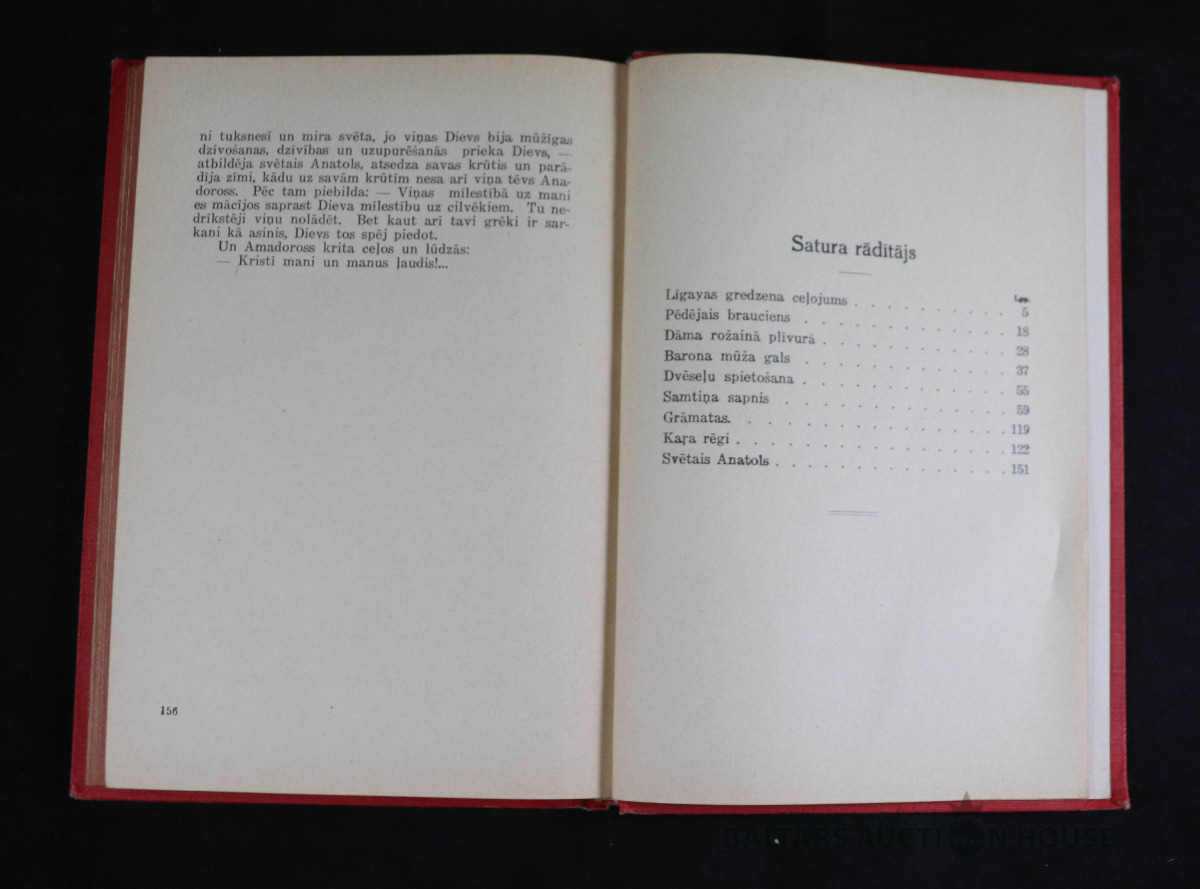 ni tuksnesī un mira svēta, jo viņas Dievs bija mūžīgas
dzīvošanas, dzīvības un uzupurēšanās prieka Dievs, —
atbildēja svētais Anatols, atsedza savas krūtis un parā-
dīja zīmi, kādu uz savām krūtīm nesa arī viņa tēvs Ana-
doross. Pēc tam piebilda: — Viņas mīlestībā uz mani
es mācījos saprast Dieva mīlestību uz cilvēkiem. Tu ne-
drīkstēji viņu nolādēt. Bet kaut arī tavi grēki ir sar-
kani kā asinis, Dievs tos spēj piedot.
Un Amadoross krita ceļos un lūdzās:
— Kristī mani un manus ļaudis!...
156
Satura rādītājs
Lpp.
Līgavas gredzena ceļojums . . . . . . . . . 5
Pēdējais brauciens . . . . . . . . . . . 18
Dāma rožainā plīvurā . . . . . . . . . . 28
Barona mūža gals . . . . . . . . . . . 37
Dvēseļu spietošana . . . . . . . . . . . 55
Samtiņa sapnis . . . . . . . . . . . . 59
Grāmatas. . . . . . . . . . . . . . 119
Kaŗa rēgi . . . . . . . . . . . . . 122
Svētais Anatols . . . . . . . . . . . . 151
BALTARS AUCTION HOUSE